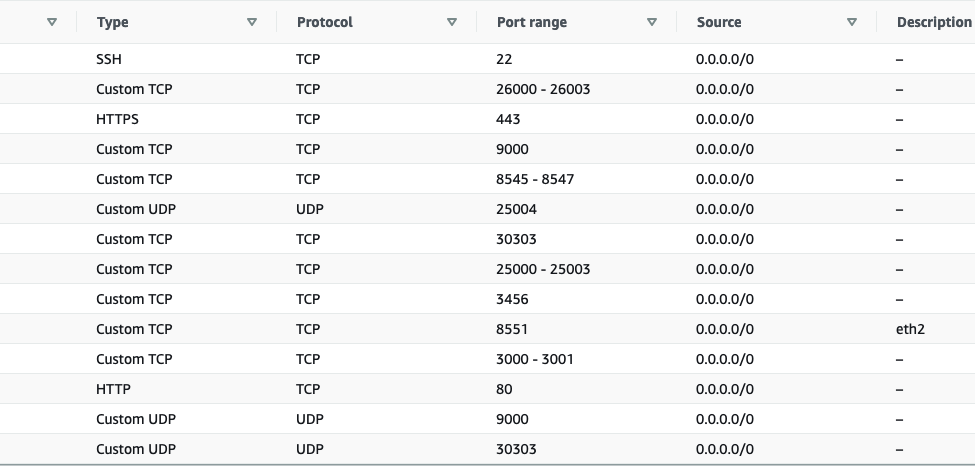 Type Protocol Port range Source Description
SSH TCP 22 0.0.0.0/0 –
Custom TCP TCP 26000 - 26003 0.0.0.0/0 –
HTTPS TCP 443 0.0.0.0/0 –
Custom TCP TCP 9000 0.0.0.0/0 –
Custom TCP TCP 8545 - 8547 0.0.0.0/0 –
Custom UDP UDP 25004 0.0.0.0/0 –
Custom TCP TCP 30303 0.0.0.0/0 –
Custom TCP TCP 25000 - 25003 0.0.0.0/0 –
Custom TCP TCP 3456 0.0.0.0/0 –
Custom TCP TCP 8551 0.0.0.0/0 eth2
Custom TCP TCP 3000 - 3001 0.0.0.0/0 –
HTTP TCP 80 0.0.0.0/0 –
Custom UDP UDP 9000 0.0.0.0/0 –
Custom UDP UDP 30303 0.0.0.0/0 –